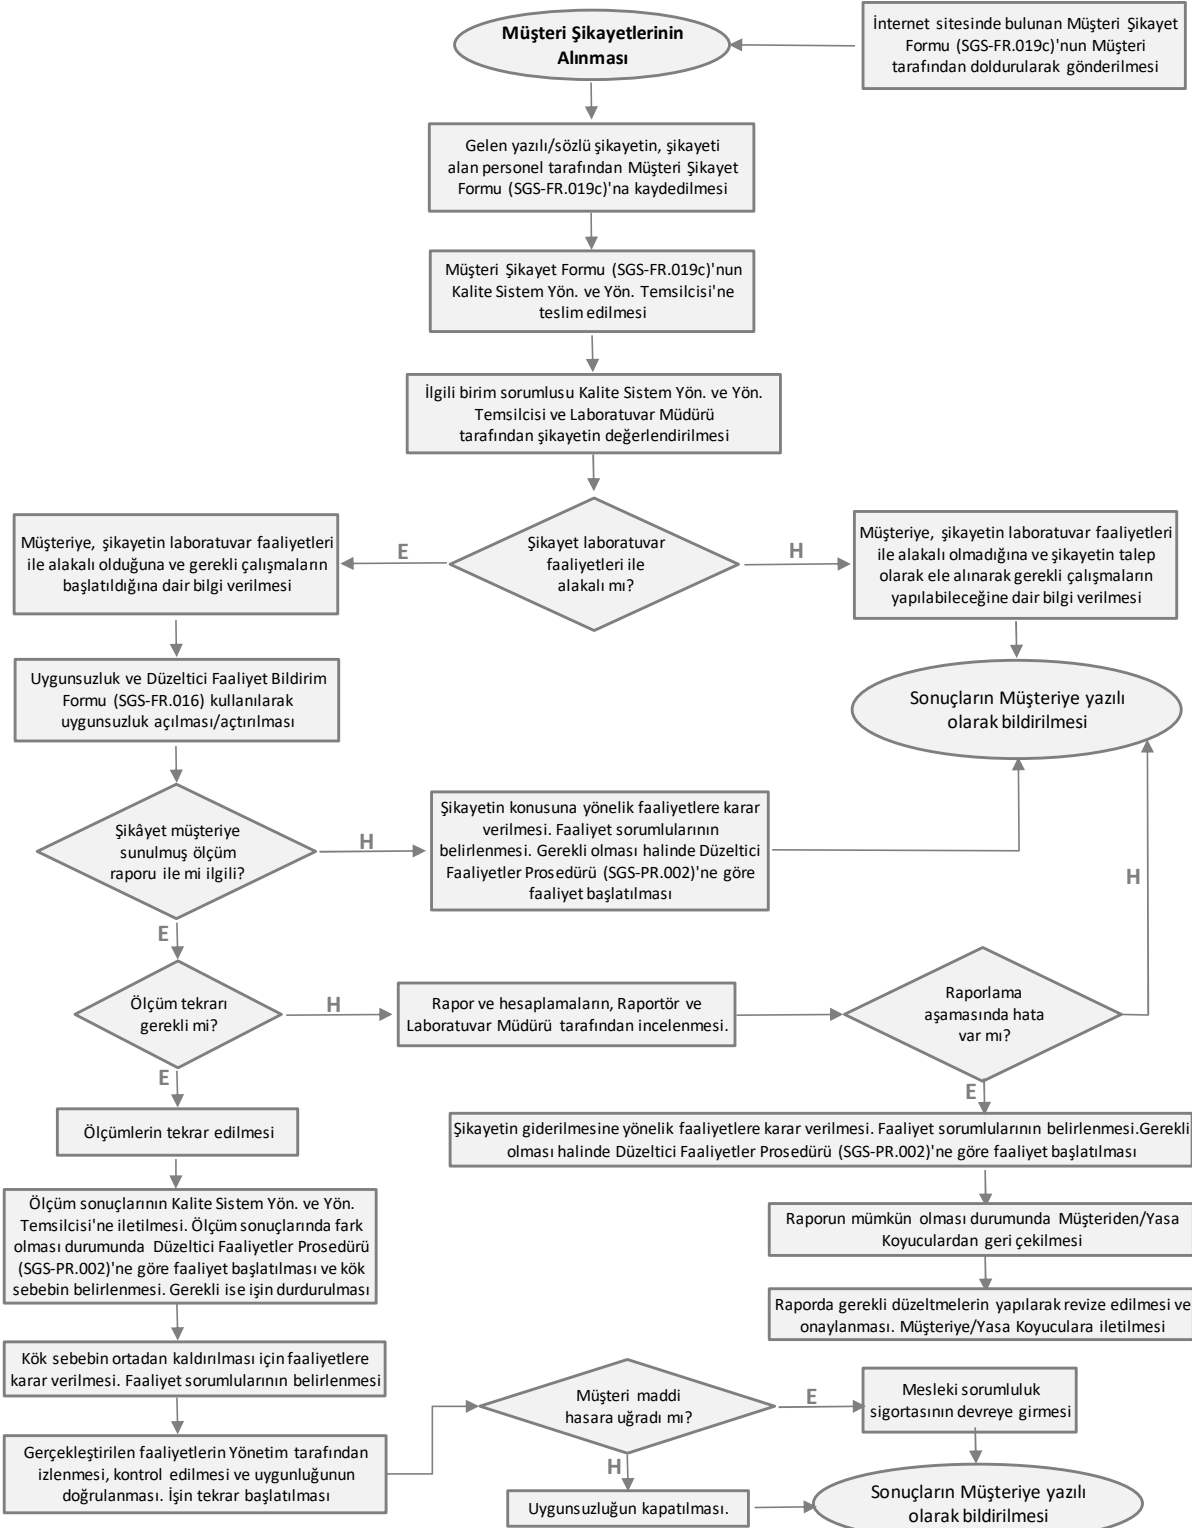 Müşteri Şikayetlerinin
Alınması
İnternet sitesinde bulunan Müşteri Şikayet
Formu (SGS-FR.019c)'nun Müşteri
tarafından doldurularak gönderilmesi
Gelen yazılı/sözlü şikayetin, şikayeti
alan personel tarafından Müşteri Şikayet
Formu (SGS-FR.019c)'na kaydedilmesi
Müşteri Şikayet Formu (SGS-FR.019c)'nun
Kalite Sistem Yön. ve Yön. Temsilcisi'ne
teslim edilmesi
İlgili birim sorumlusu Kalite Sistem Yön. ve Yön.
Temsilcisi ve Laboratuvar Müdürü
tarafından şikayetin değerlendirilmesi
Şikayet laboratuvar
faaliyetleri ile
alakalı mı?
E
H
Müşteriye, şikayetin laboratuvar faaliyetleri
ile alakalı olduğuna ve gerekli çalışmaların
başlatıldığına dair bilgi verilmesi
Müşteriye, şikayetin laboratuvar faaliyetleri
ile alakalı olmadığına ve şikayetin talep
olarak ele alınarak gerekli çalışmaların
yapılabileceğine dair bilgi verilmesi
Uygunsuzluk ve Düzeltici Faaliyet Bildirim
Formu (SGS-FR.016) kullanılarak
uygunsuzluk açılması/açtırılması
Sonuçların Müşteriye yazılı
olarak bildirilmesi
Şikâyet müşteriye
sunulmuş ölçüm
raporu ile mi ilgili?
H
Şikayetin konusuna yönelik faaliyetlere karar
verilmesi. Faaliyet sorumlularının
belirlenmesi. Gerekli olması halinde Düzeltici
Faaliyetler Prosedürü (SGS-PR.002)'ne göre
faaliyet başlatılması
H
E
Ölçüm tekrarı
gerekli mi?
H
Rapor ve hesaplamaların, Raportör ve
Laboratuvar Müdürü tarafından incelenmesi.
Raporlama
aşamasında hata
var mı?
E
E
Ölçümlerin tekrar edilmesi
Şikayetin giderilmesine yönelik faaliyetlere karar verilmesi. Faaliyet sorumlularının belirlenmesi.Gerekli
olması halinde Düzeltici Faaliyetler Prosedürü (SGS-PR.002)'ne göre faaliyet başlatılması
Ölçüm sonuçlarının Kalite Sistem Yön. ve Yön.
Temsilcisi'ne iletilmesi. Ölçüm sonuçlarında fark
olması durumunda Düzeltici Faaliyetler Prosedürü
(SGS-PR.002)'ne göre faaliyet başlatılması ve kök
sebebin belirlenmesi. Gerekli ise işin durdurulması
Raporun mümkün olması durumunda Müşteriden/Yasa
Koyuculardan geri çekilmesi
Raporda gerekli düzeltmelerin yapılarak revize edilmesi ve
onaylanması. Müşteriye/Yasa Koyuculara iletilmesi
Kök sebebin ortadan kaldırılması için faaliyetlere
karar verilmesi. Faaliyet sorumlularının belirlenmesi
Müşteri maddi
hasara uğradı mı?
E
Mesleki sorumluluk
sigortasının devreye girmesi
Gerçekleştirilen faaliyetlerin Yönetim tarafından
izlenmesi, kontrol edilmesi ve uygunluğunun
doğrulanması. İşin tekrar başlatılması
H
Uygunsuzluğun kapatılması.
Sonuçların Müşteriye yazılı
olarak bildirilmesi